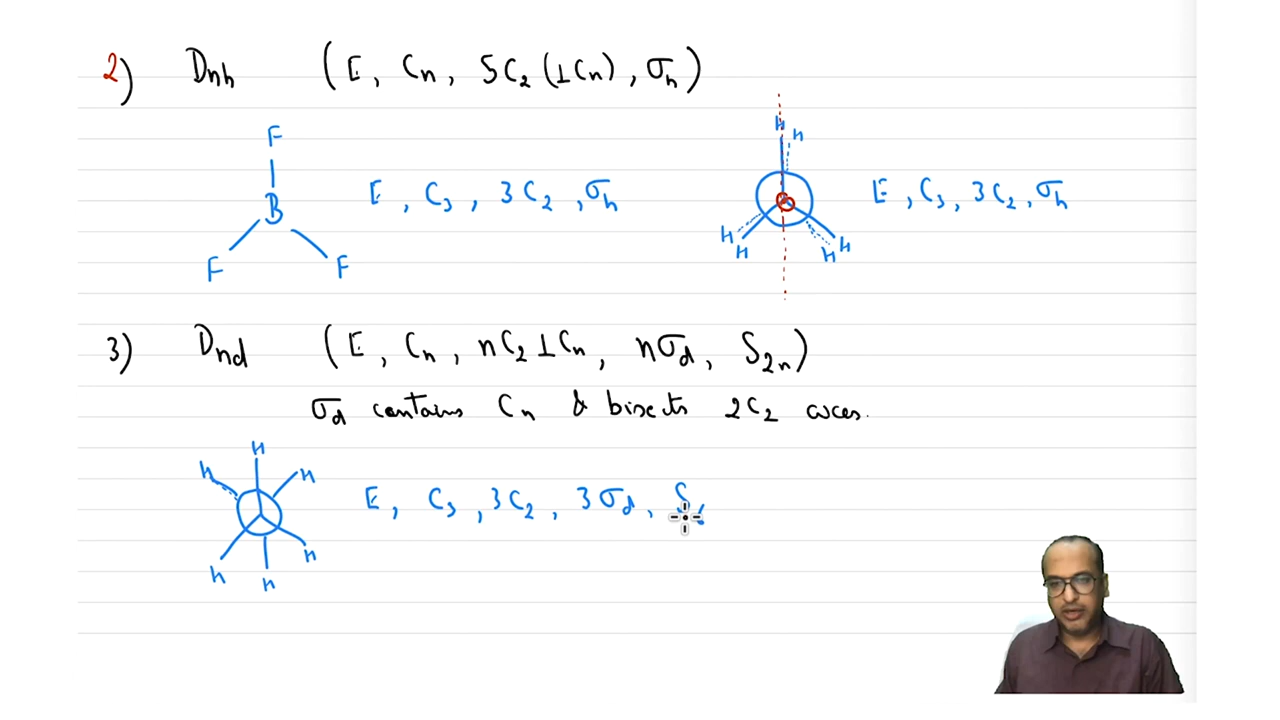 2) Dnh (E, Cn, 5C2 (⊥Cn), σh)
F
B
F F
E, C3, 3C2, σh
H H
H H H H
E, C3, 3C2, σh
3) Dnd (E, Cn, nC2⊥Cn, nσd, S2n)
σd contains Cn & bisects 2C2 axes.
H
H H
H H H
E, C3, 3C2, 3σd, S